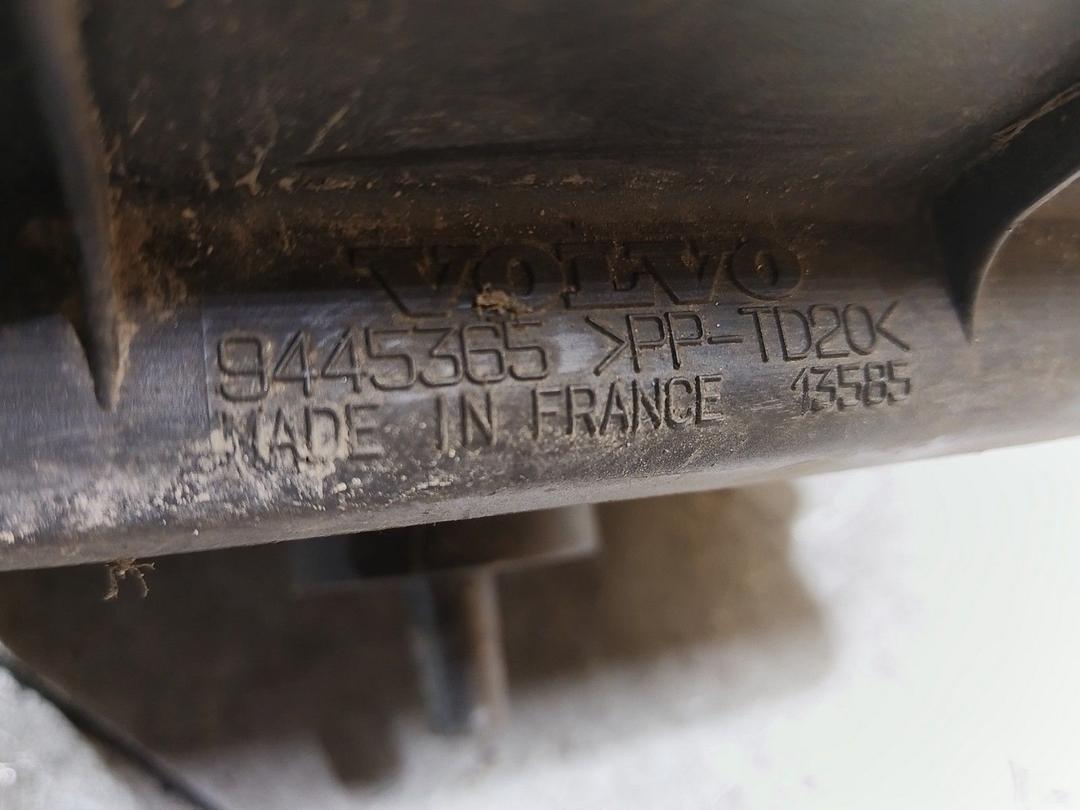 VOLVO
9445365 >PP-TD20<
MADE IN FRANCE 13585